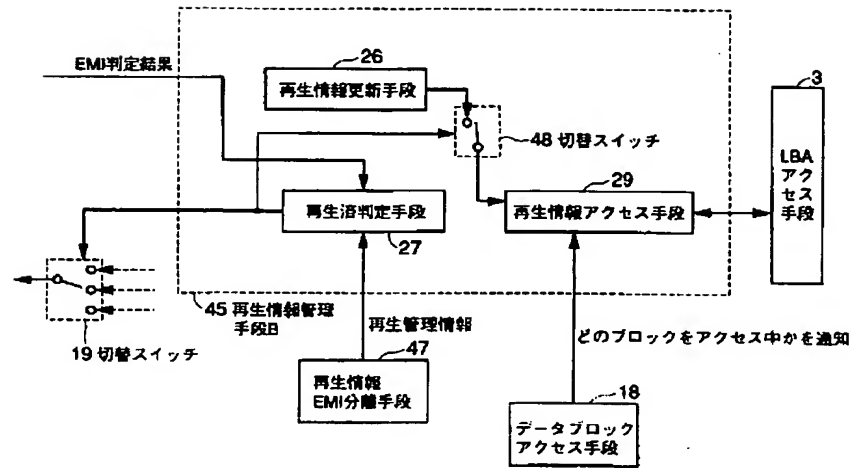 EMI判定結果
26
再生情報更新手段
3
LBA
アク
セス
手段
48 切替スイッチ
29
再生情報アクセス手段
再生済判定手段
27
45 再生情報管理
手段B
再生管理情報
19 切替スイッチ
47
再生情報
EMI分離手段
どのブロックをアクセス中かを通知
18
データブロック
アクセス手段